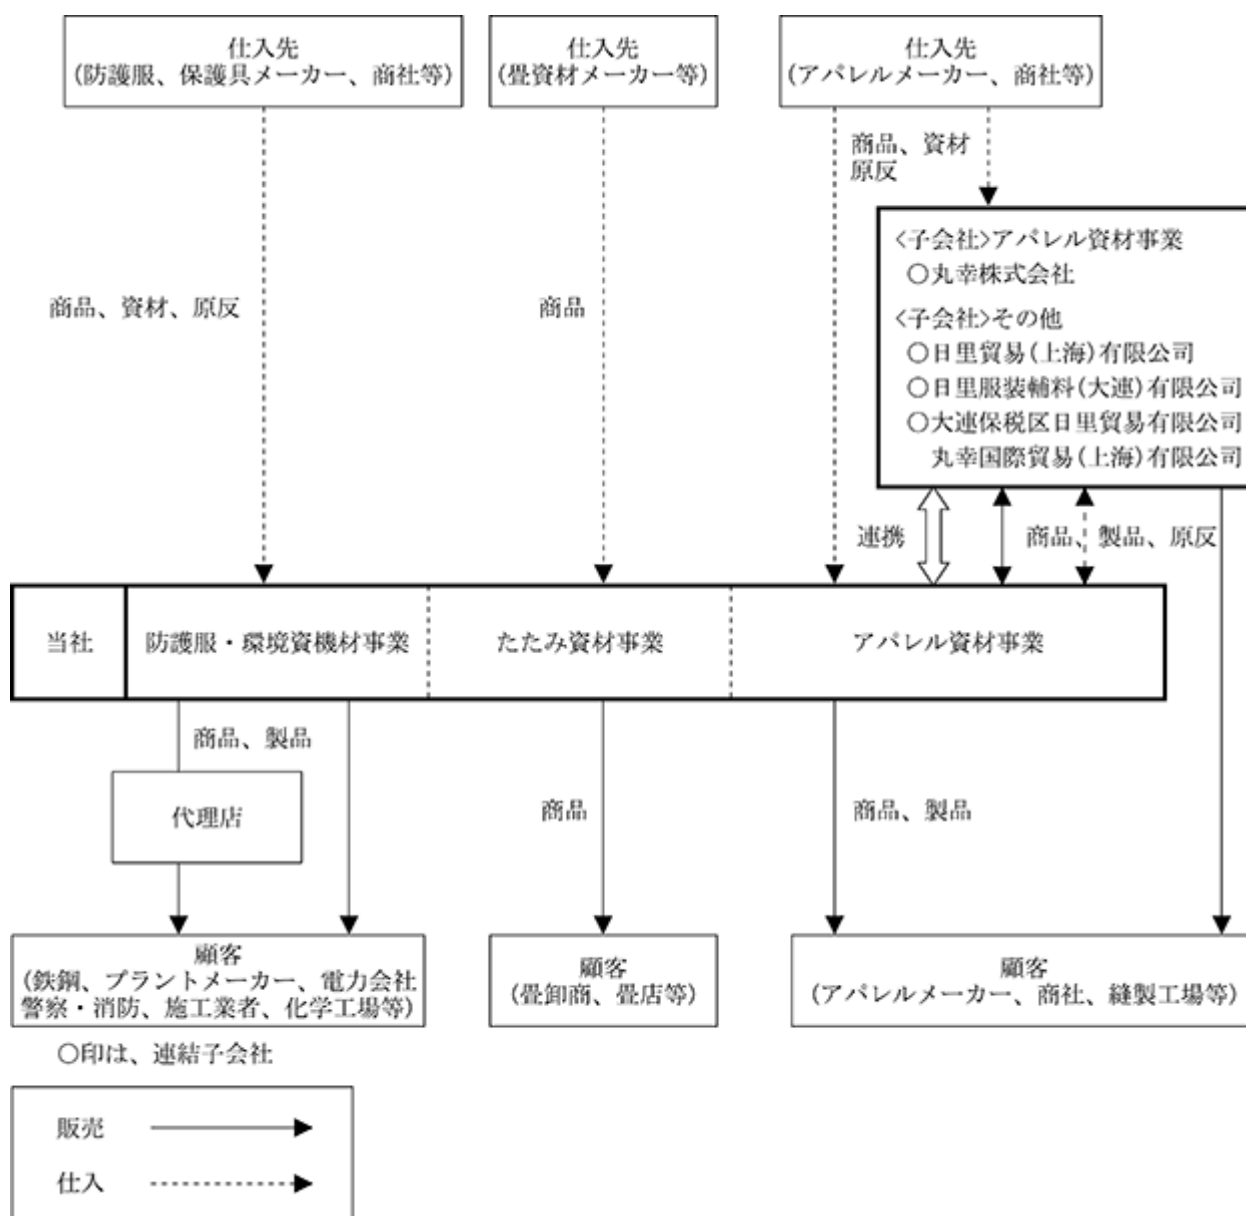 仕入先
(防護服、保護具メーカー、商社等)
仕入先
(畳資材メーカー等)
仕入先
(アパレルメーカー、商社等)
商品、資材
原反
<子会社>アパレル資材事業
○丸幸株式会社
<子会社>その他
○日里貿易(上海)有限公司
○日里服装輔料(大連)有限公司
○大連保税区日里貿易有限公司
丸幸国際貿易(上海)有限公司
商品、資材、原反
商品
連携
商品、製品、原反
当社
防護服・環境資機材事業
たたみ資材事業
アパレル資材事業
商品、製品
代理店
商品
商品、製品
顧客
(鉄鋼、プラントメーカー、電力会社
警察・消防、施工業者、化学工場等)
顧客
(畳卸商、畳店等)
顧客
(アパレルメーカー、商社、縫製工場等)
○印は、連結子会社
販売
仕入